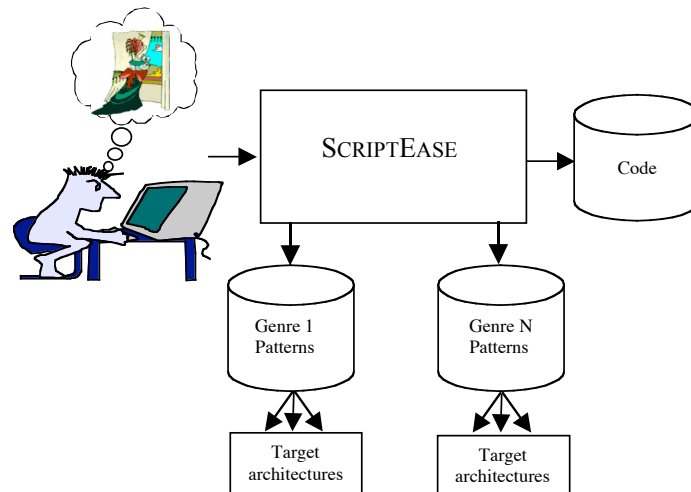 SCRIPTEASE
Code
Genre 1
Patterns
Genre N
Patterns
Target
architectures
Target
architectures